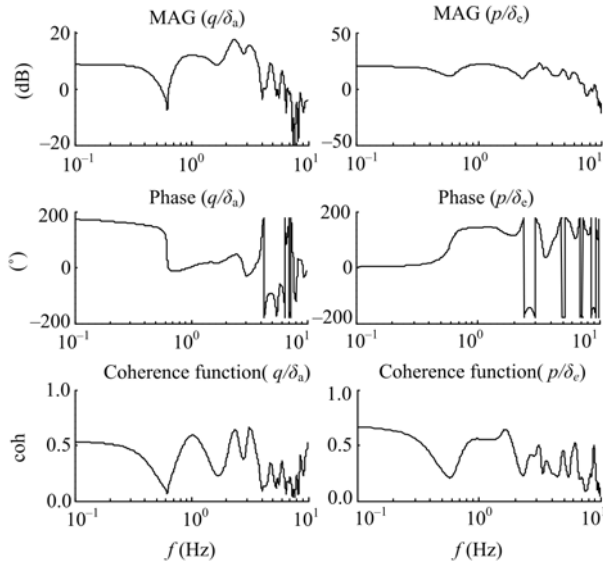 MAG (q/δa) MAG (p/δe)
20 50
(dB) 0 0
−20 −50
10⁻¹ 10⁰ 10¹ 10⁻¹ 10⁰ 10¹
Phase (q/δa) Phase (p/δe)
200 200
(°) 0 0
−200 −200
10⁻¹ 10⁰ 10¹ 10⁻¹ 10⁰ 10¹
Coherence function( q/δa) Coherence function( p/δe)
1.0 1.0
coh 0.5 0.5
0.0 0.0
10⁻¹ 10⁰ 10¹ 10⁻¹ 10⁰ 10¹
f (Hz) f (Hz)